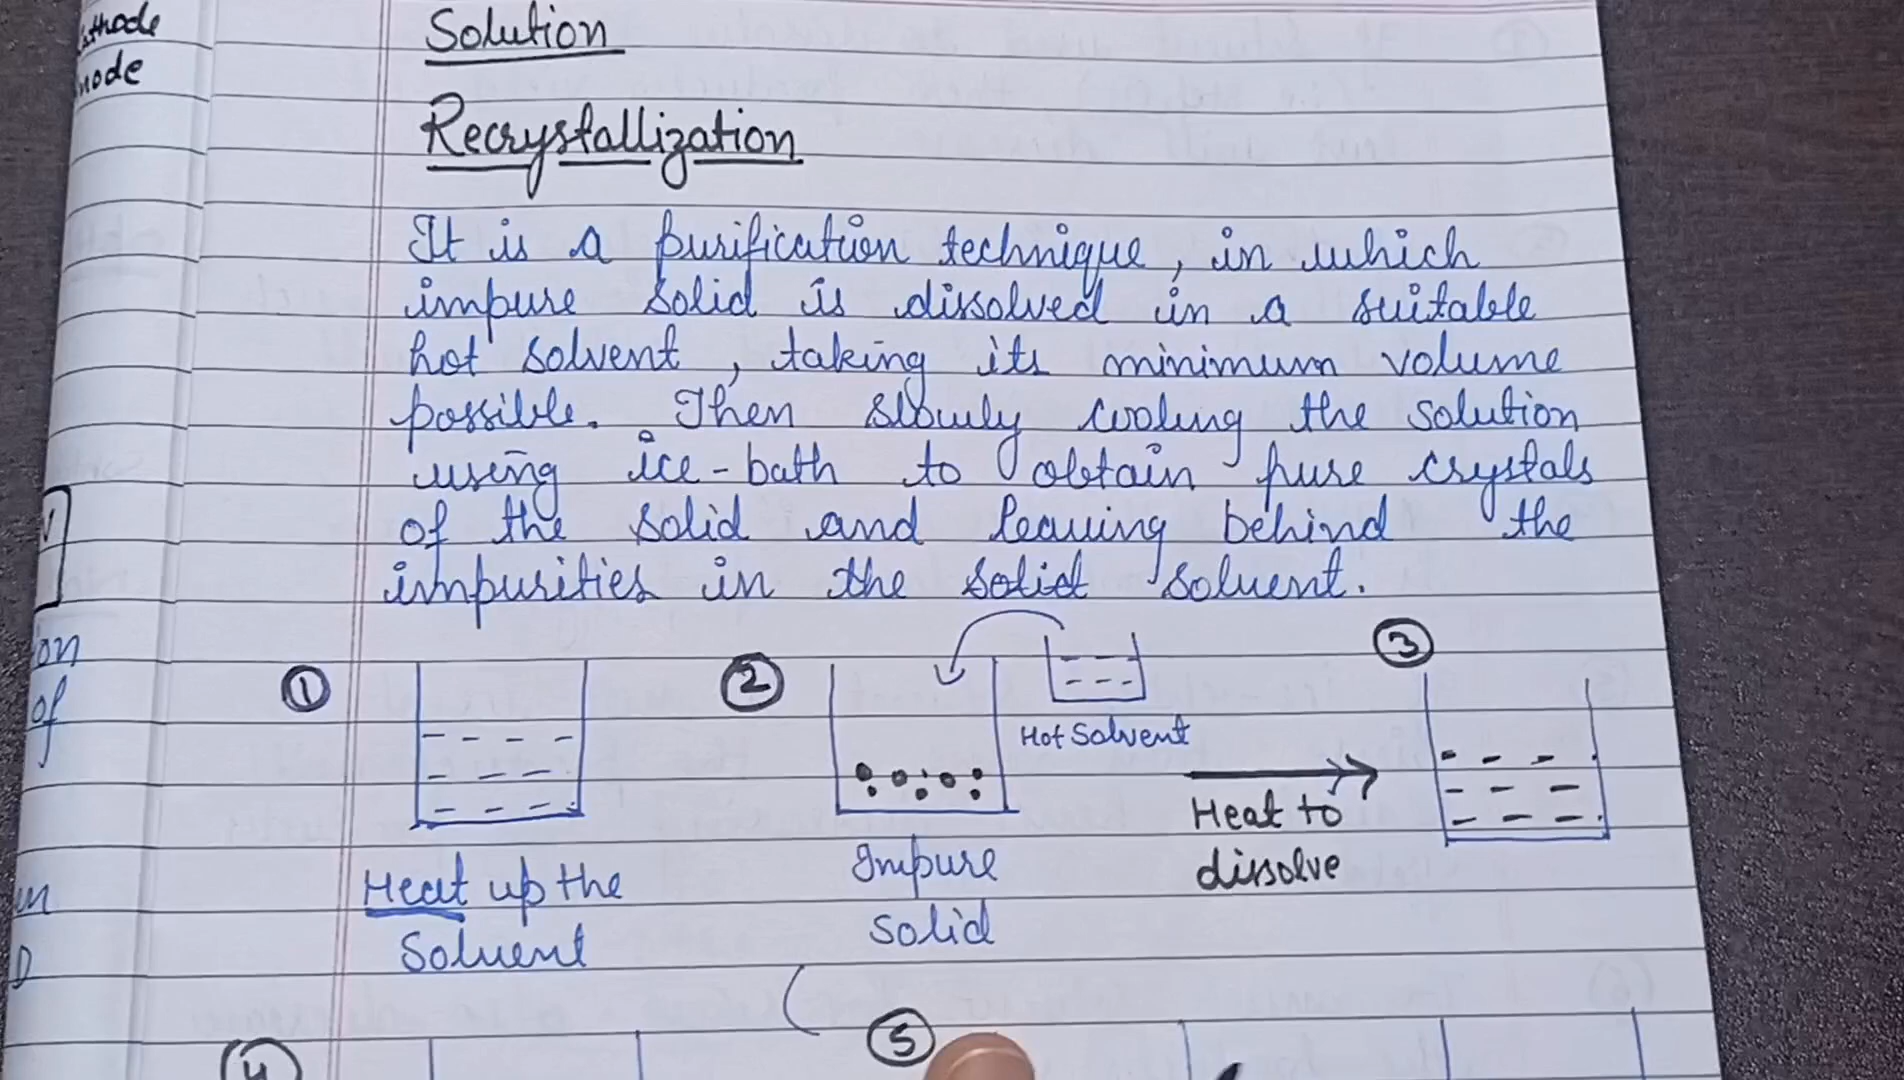 Solution
Recrystallization
It is a purification technique, in which
impure solid is dissolved in a suitable
hot solvent, taking its minimum volume
possible. Then slowly cooling the solution
using ice-bath to obtain pure crystals
of the solid and leaving behind the
impurities in the solid solvent.
1
2
3
Hot Solvent
Heat to
dissolve
Heat up the
Solvent
Impure
solid
4
5
on
of